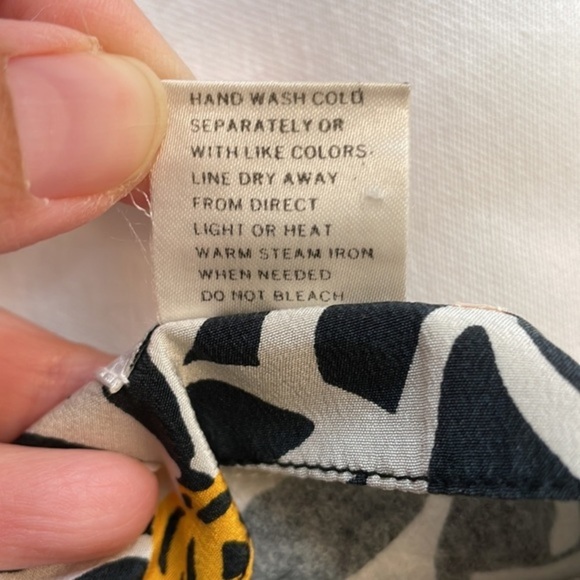 HAND WASH COLD
SEPARATELY OR
WITH LIKE COLORS.
LINE DRY AWAY
FROM DIRECT
LIGHT OR HEAT
WARM STEAM IRON
WHEN NEEDED
DO NOT BLEACH